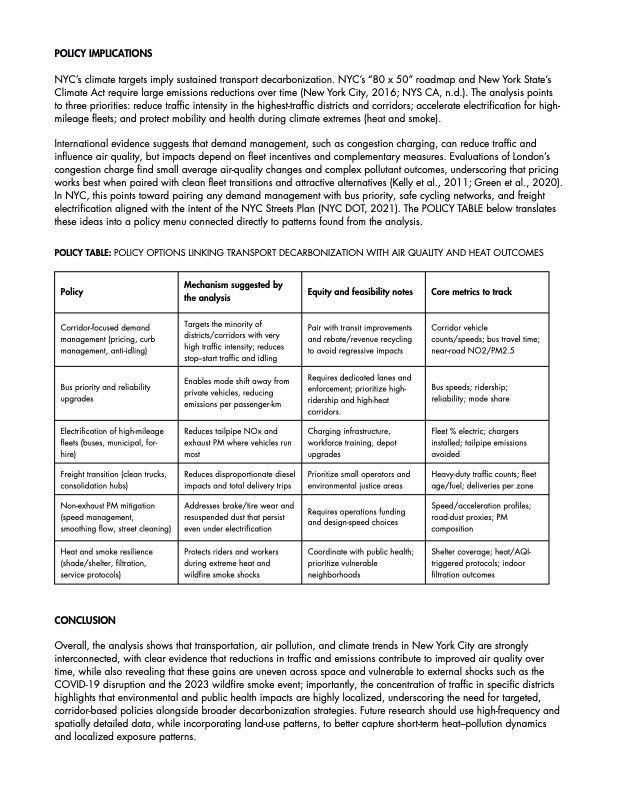 POLICY IMPLICATIONS
NYC's climate targets imply sustained transport decarbonization. NYC's "80 x 50" roadmap and New York State's
Climate Act require large emissions reductions over time (New York City, 2016; NYS CA, n.d.). The analysis points
to three priorities: reduce traffic intensity in the highest-traffic districts and corridors; accelerate electrification for high-
mileage fleets; and protect mobility and health during climate extremes (heat and smoke).
International evidence suggests that demand management, such as congestion charging, can reduce traffic and
influence air quality, but impacts depend on fleet incentives and complementary measures. Evaluations of London's
congestion charge find small average air-quality changes and complex pollutant outcomes, underscoring that pricing
works best when paired with clean fleet transitions and attractive alternatives (Kelly et al., 2011; Green et al., 2020).
In NYC, this points toward pairing any demand management with bus priority, safe cycling networks, and freight
electrification aligned with the intent of the NYC Streets Plan (NYC DOT, 2021). The POLICY TABLE below translates
these ideas into a policy menu connected directly to patterns found from the analysis.
POLICY TABLE: POLICY OPTIONS LINKING TRANSPORT DECARBONIZATION WITH AIR QUALITY AND HEAT OUTCOMES
Policy
Mechanism suggested by
the analysis
Equity and feasibility notes
Core metrics to track
Corridor-focused demand
management (pricing, curb
management, anti-idling)
Targets the minority of
districts/corridors with very
high traffic intensity; reduces
stop–start traffic and idling
Pair with transit improvements
and rebate/revenue recycling
to avoid regressive impacts
Corridor vehicle
counts/speeds; bus travel time;
near-road NO2/PM2.5
Bus priority and reliability
upgrades
Enables mode shift away from
private vehicles, reducing
emissions per passenger-km
Requires dedicated lanes and
enforcement; prioritize high-
ridership and high-heat
corridors.
Bus speeds; ridership;
reliability; mode share
Electrification of high-mileage
fleets (buses, municipal, for-
hire)
Reduces tailpipe NOx and
exhaust PM where vehicles run
most
Charging infrastructure,
workforce training, depot
upgrades
Fleet % electric; chargers
installed; tailpipe emissions
avoided
Freight transition (clean trucks,
consolidation hubs)
Reduces disproportionate diesel
impacts and total delivery trips
Prioritize small operators and
environmental justice areas
Heavy-duty traffic counts; fleet
age/fuel; deliveries per zone
Non-exhaust PM mitigation
(speed management,
smoothing flow, street cleaning)
Addresses brake/tire wear and
resuspended dust that persist
even under electrification
Requires operations funding
and design-speed choices
Speed/acceleration profiles;
road-dust proxies; PM
composition
Heat and smoke resilience
(shade/shelter, filtration,
service protocols)
Protects riders and workers
during extreme heat and
wildfire smoke shocks
Coordinate with public health;
prioritize vulnerable
neighborhoods
Shelter coverage; heat/AQI-
triggered protocols; indoor
filtration outcomes
CONCLUSION
Overall, the analysis shows that transportation, air pollution, and climate trends in New York City are strongly
interconnected, with clear evidence that reductions in traffic and emissions contribute to improved air quality over
time, while also revealing that these gains are uneven across space and vulnerable to external shocks such as the
COVID-19 disruption and the 2023 wildfire smoke event; importantly, the concentration of traffic in specific districts
highlights that environmental and public health impacts are highly localized, underscoring the need for targeted,
corridor-based policies alongside broader decarbonization strategies. Future research should use high-frequency and
spatially detailed data, while incorporating land-use patterns, to better capture short-term heat–pollution dynamics
and localized exposure patterns.